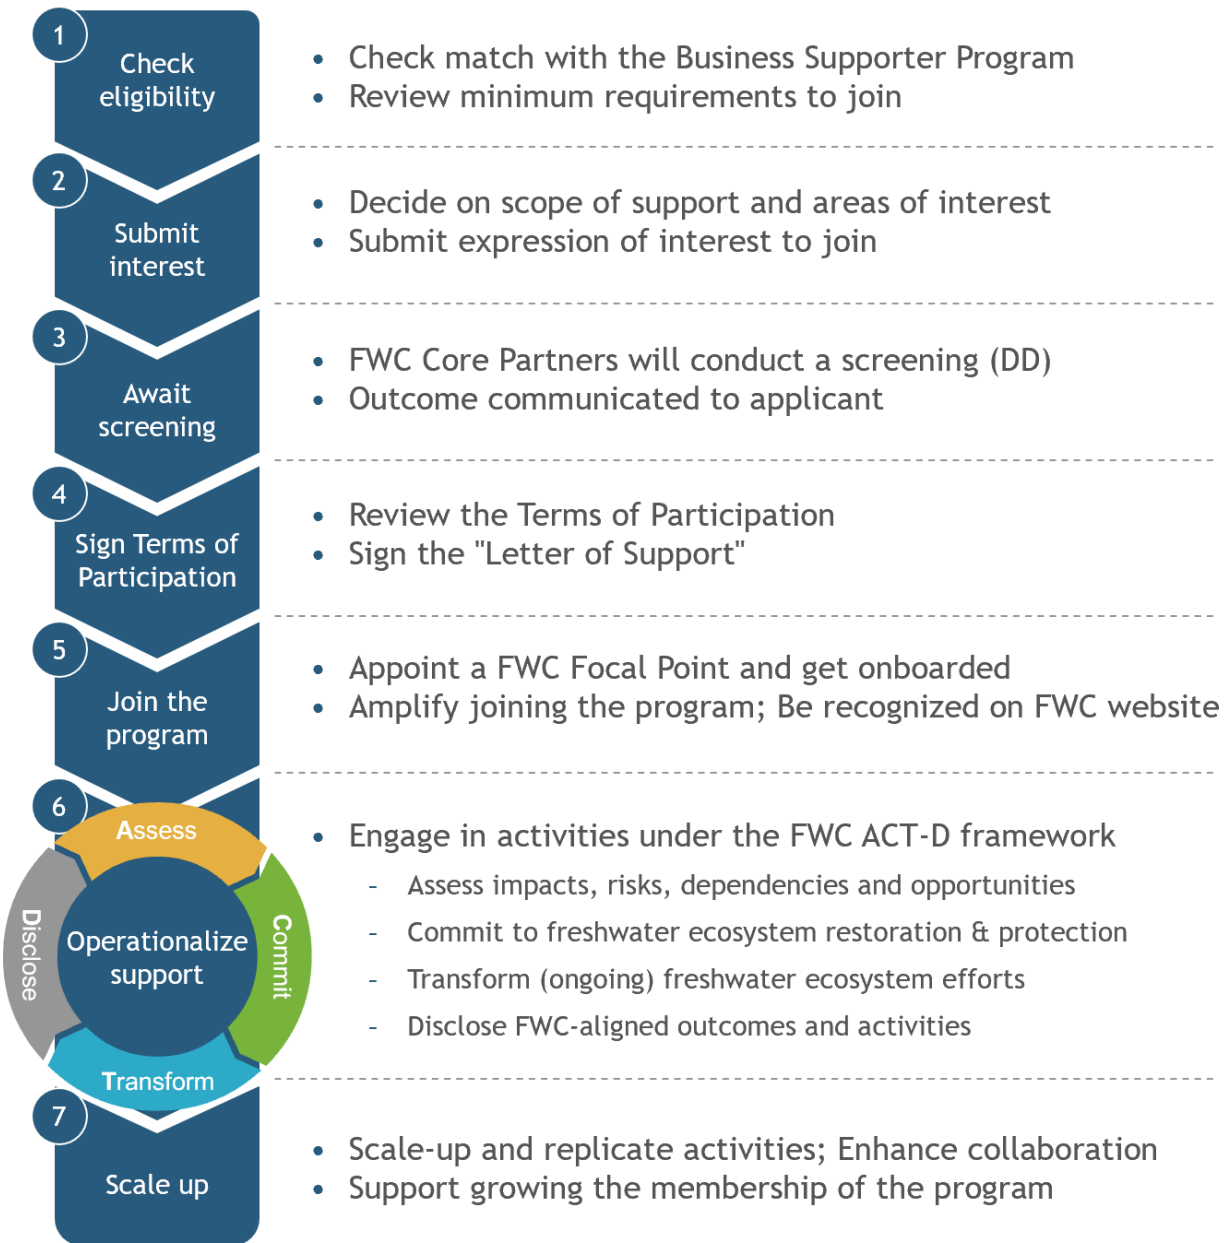 1
Check
eligibility
• Check match with the Business Supporter Program
• Review minimum requirements to join
2
Submit
interest
• Decide on scope of support and areas of interest
• Submit expression of interest to join
3
Await
screening
• FWC Core Partners will conduct a screening (DD)
• Outcome communicated to applicant
4
Sign Terms of
Participation
• Review the Terms of Participation
• Sign the "Letter of Support"
5
Join the
program
• Appoint a FWC Focal Point and get onboarded
• Amplify joining the program; Be recognized on FWC website
6
Assess
Commit
Transform
Disclose
Operationalize
support
• Engage in activities under the FWC ACT-D framework
- Assess impacts, risks, dependencies and opportunities
- Commit to freshwater ecosystem restoration & protection
- Transform (ongoing) freshwater ecosystem efforts
- Disclose FWC-aligned outcomes and activities
7
Scale up
• Scale-up and replicate activities; Enhance collaboration
• Support growing the membership of the program